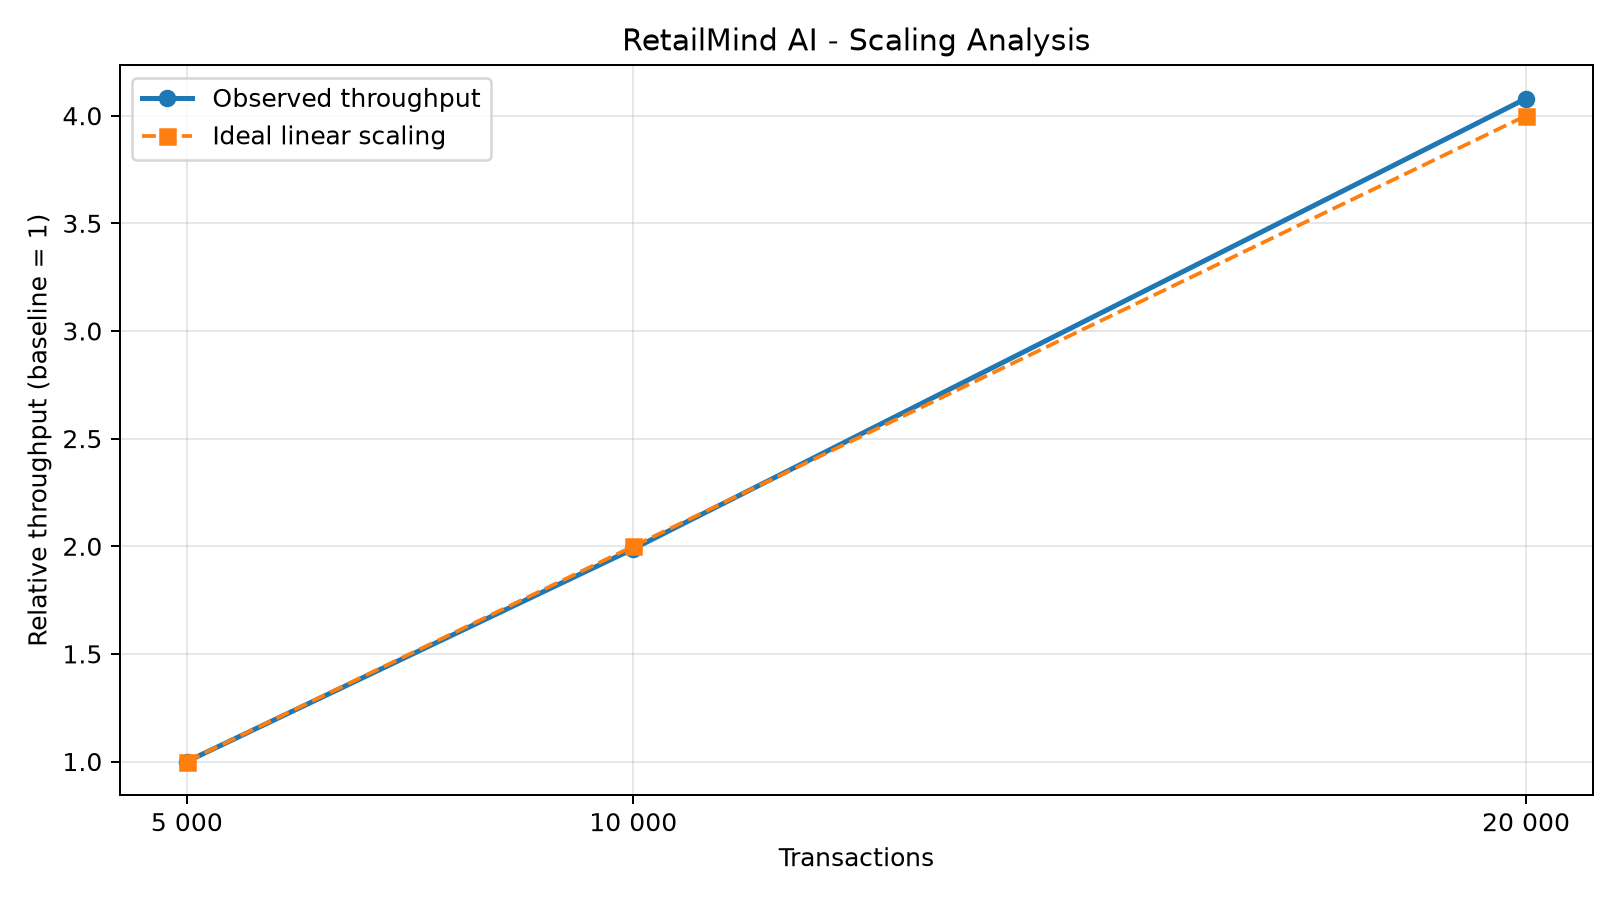 RetailMind AI - Scaling Analysis
Observed throughput
Ideal linear scaling
Relative throughput (baseline = 1)
4.0
3.5
3.0
2.5
2.0
1.5
1.0
5 000
10 000
20 000
Transactions